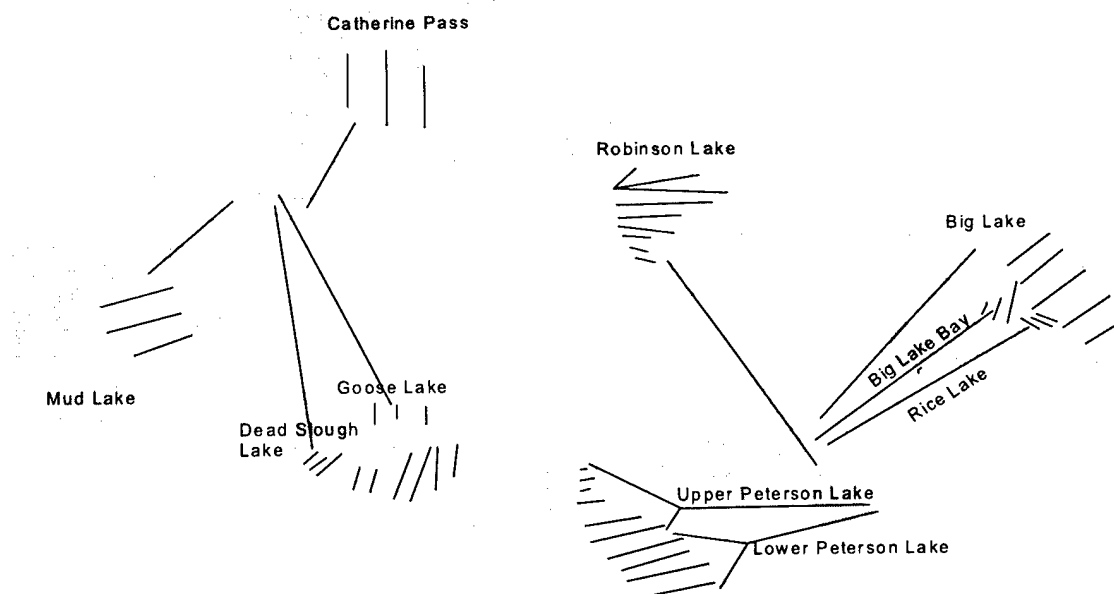 Catherine Pass
Robinson Lake
Big Lake
Big Lake Bay
Rice Lake
Mud Lake
Goose Lake
Dead Slough
Lake
Upper Peterson Lake
Lower Peterson Lake